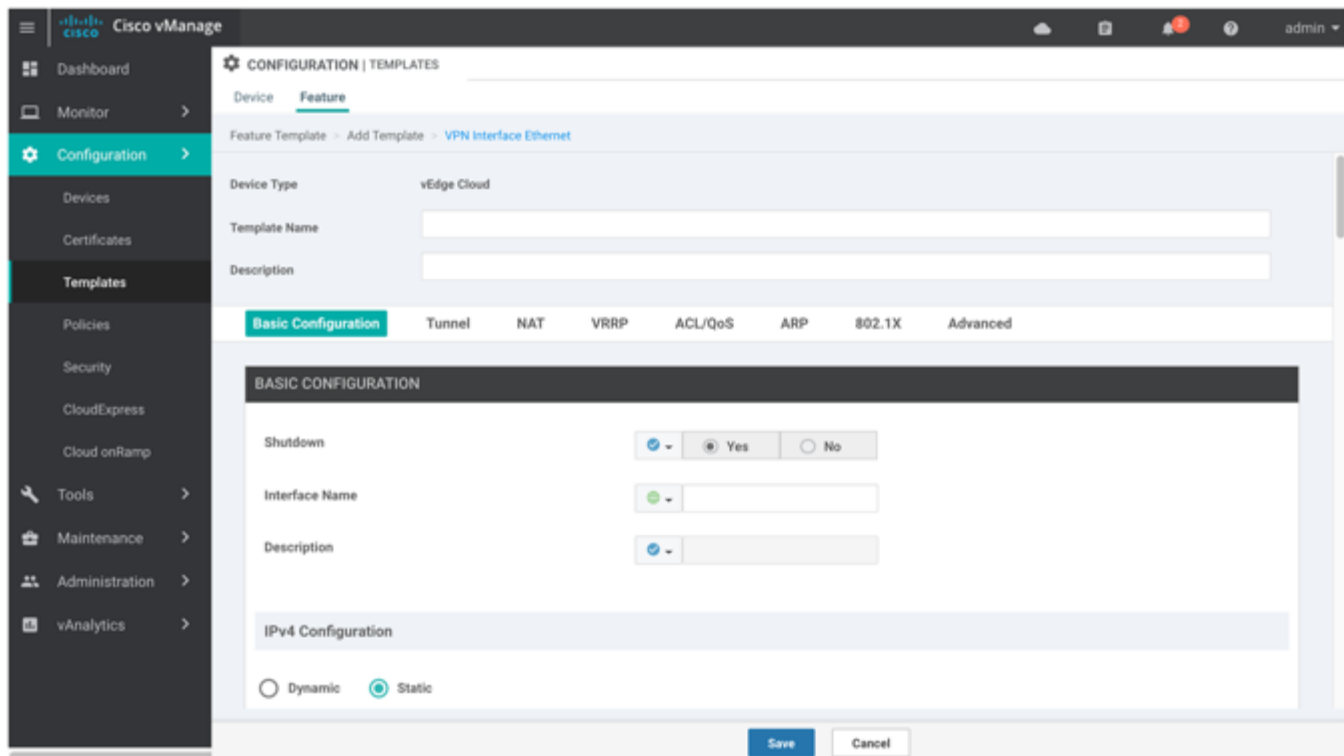 cisco Cisco vManage
2
admin
Dashboard
Monitor
Configuration
Devices
Certificates
Templates
Policies
Security
CloudExpress
Cloud onRamp
Tools
Maintenance
Administration
vAnalytics
CONFIGURATION | TEMPLATES
Device Feature
Feature Template > Add Template > VPN Interface Ethernet
Device Type vEdge Cloud
Template Name
Description
Basic Configuration Tunnel NAT VRRP ACL/QoS ARP 802.1X Advanced
BASIC CONFIGURATION
Shutdown Yes No
Interface Name
Description
IPv4 Configuration
Dynamic Static
Save Cancel